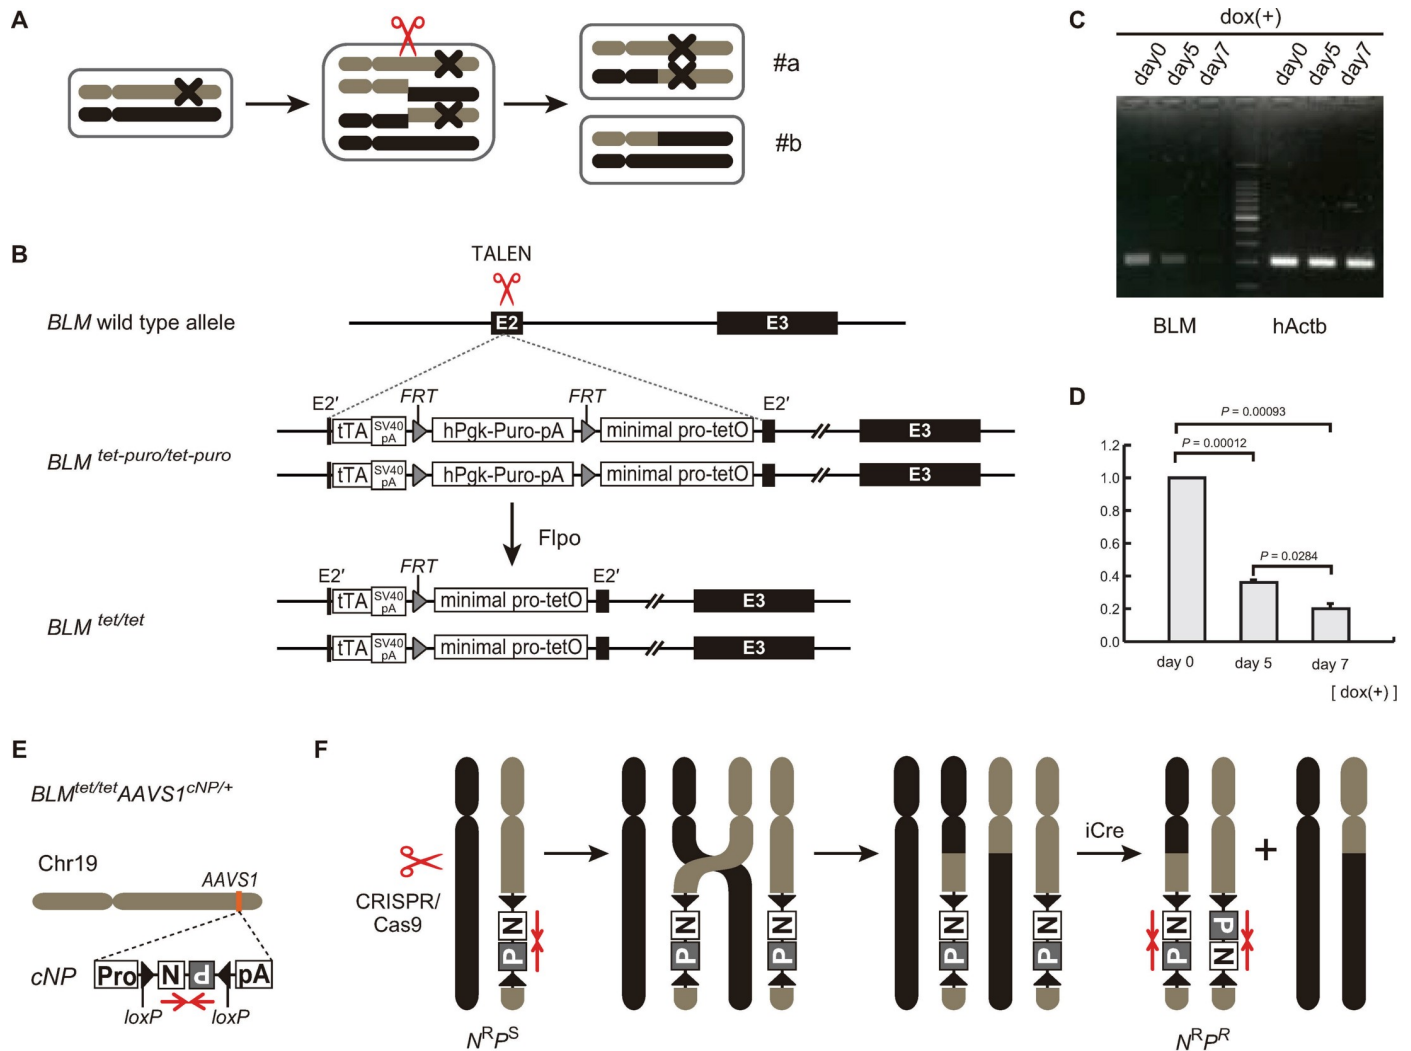 A
#a
#b
B
TALEN
BLM wild type allele
E2
E3
E2′
FRT
FRT
E2′
BLM tet-puro/tet-puro
tTA
SV40
pA
hPgk-Puro-pA
minimal pro-tetO
E3
tTA
SV40
pA
hPgk-Puro-pA
minimal pro-tetO
E3
Flpo
E2′
FRT
E2′
BLM tet/tet
tTA
SV40
pA
minimal pro-tetO
E3
tTA
SV40
pA
minimal pro-tetO
E3
C
dox(+)
day0
day5
day7
day0
day5
day7
BLM
hActb
D
P = 0.00093
P = 0.00012
P = 0.0284
1.2
1.0
0.8
0.6
0.4
0.2
0.0
day 0
day 5
day 7
[ dox(+) ]
E
BLMtet/tetAAVS1cNP/+
Chr19
AAVS1
cNP
Pro
N
P
pA
loxP
loxP
F
CRISPR/
Cas9
N
P
NRPS
N
P
N
P
N
P
N
P
iCre
N
P
P
N
+
NRPR